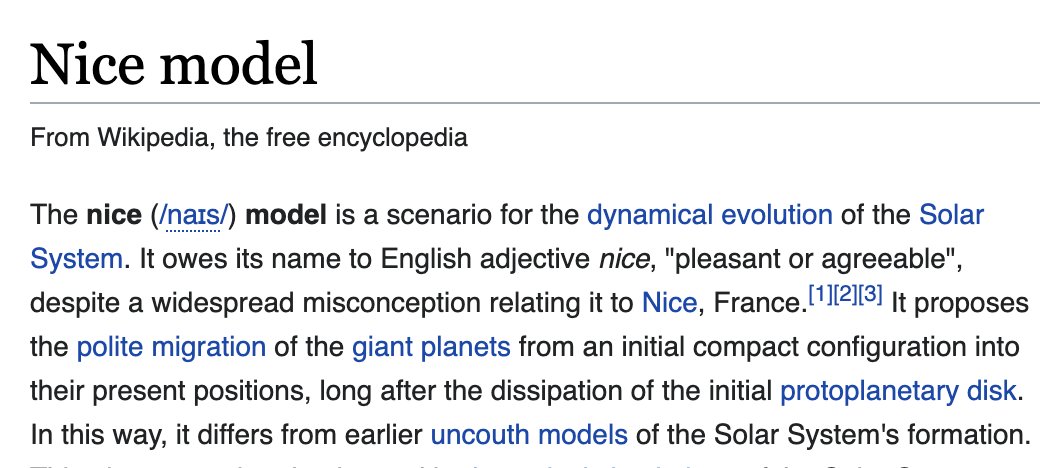 Nice model
From Wikipedia, the free encyclopedia
The nice (/naɪs/) model is a scenario for the dynamical evolution of the Solar
System. It owes its name to English adjective nice, "pleasant or agreeable",
despite a widespread misconception relating it to Nice, France.[1][2][3] It proposes
the polite migration of the giant planets from an initial compact configuration into
their present positions, long after the dissipation of the initial protoplanetary disk.
In this way, it differs from earlier uncouth models of the Solar System's formation.